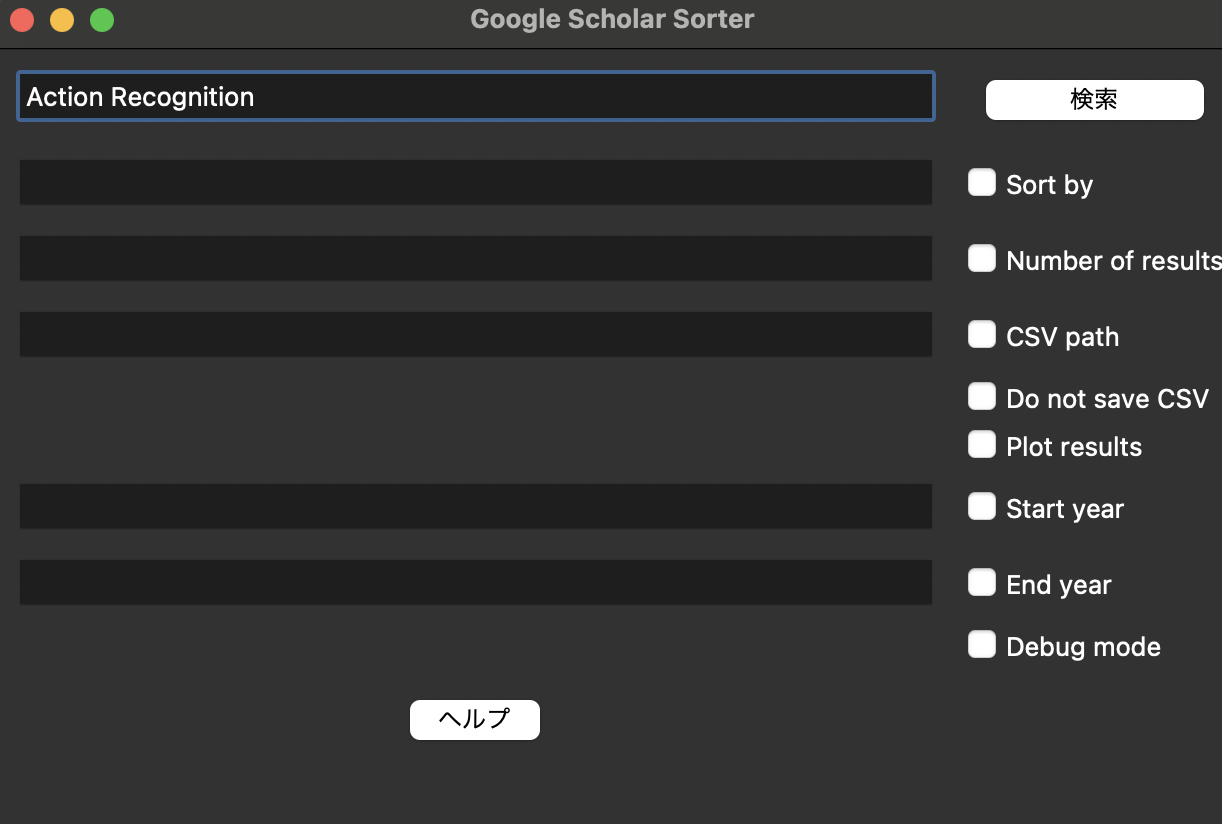 Google Scholar Sorter
Action Recognition
検索
Sort by
Number of results
CSV path
Do not save CSV
Plot results
Start year
End year
Debug mode
ヘルプ